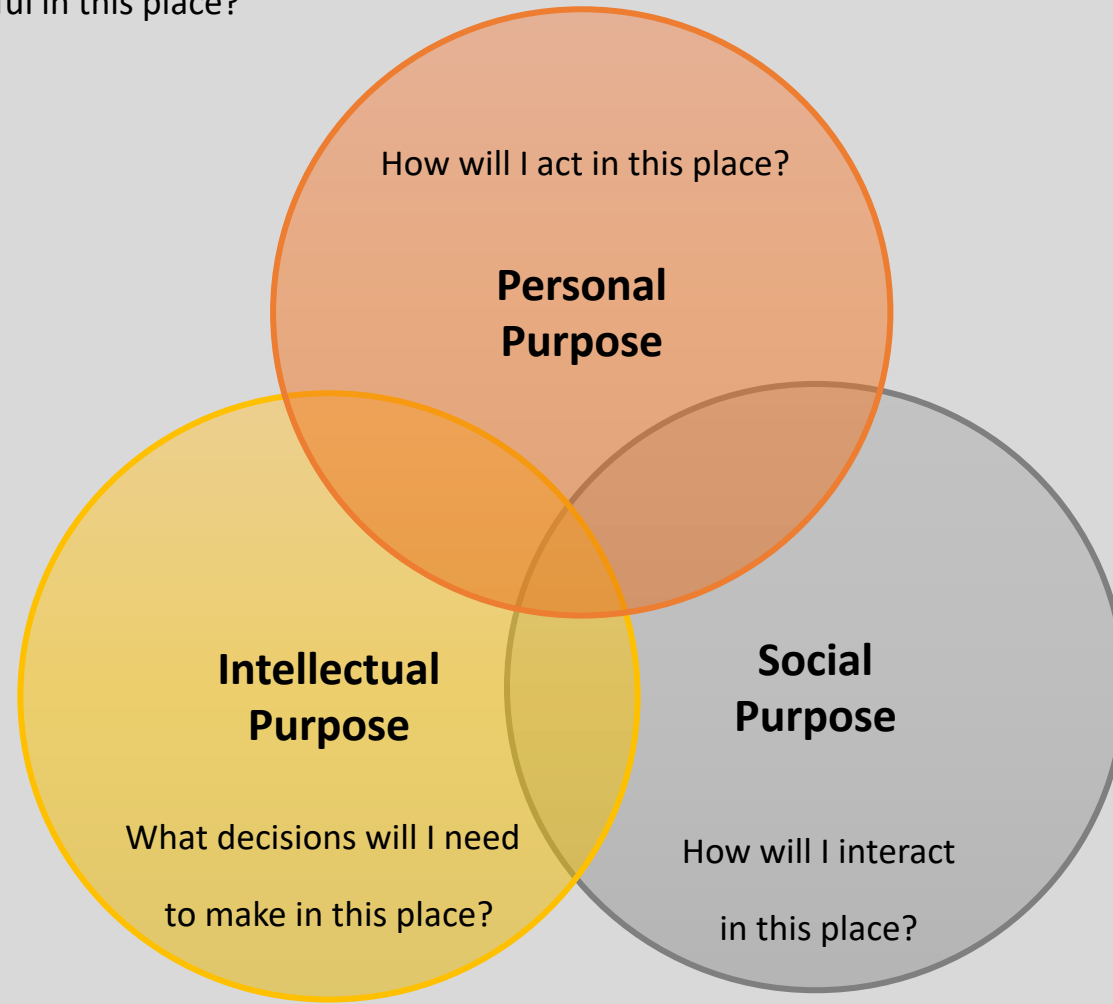 in this place?
How will I act in this place?
Personal
Purpose
Intellectual
Purpose
Social
Purpose
What decisions will I need
to make in this place?
How will I interact
in this place?